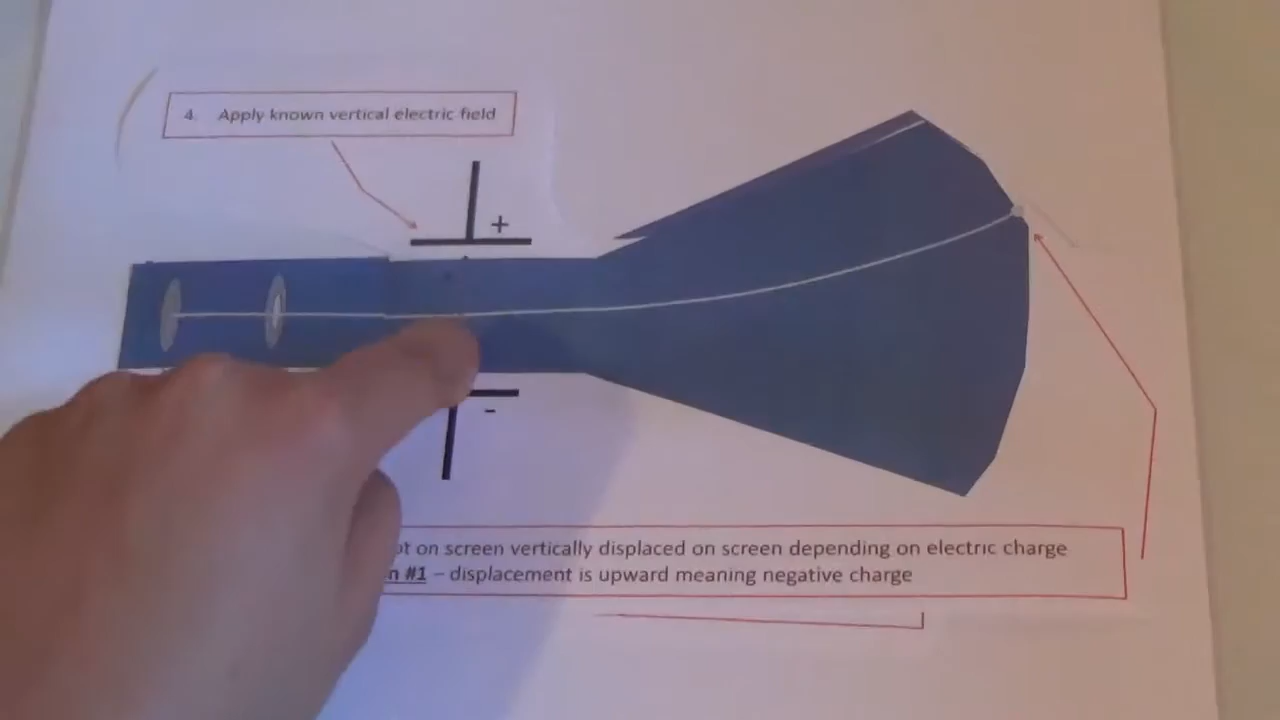 4. Apply known vertical electric field
+
-
on screen vertically displaced on screen depending on electric charge
#1 – displacement is upward meaning negative charge